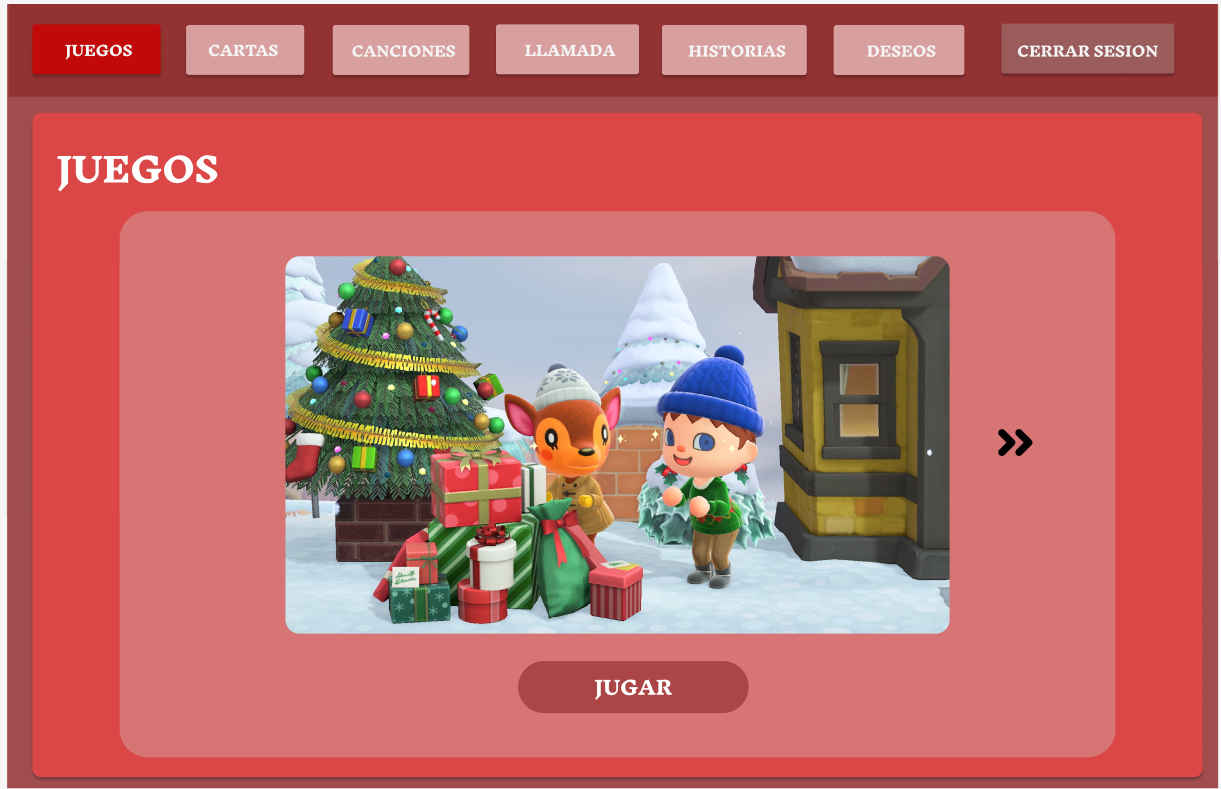 JUEGOS
CARTAS
CANCIONES
LLAMADA
HISTORIAS
DESEOS
CERRAR SESION
JUEGOS
JUGAR